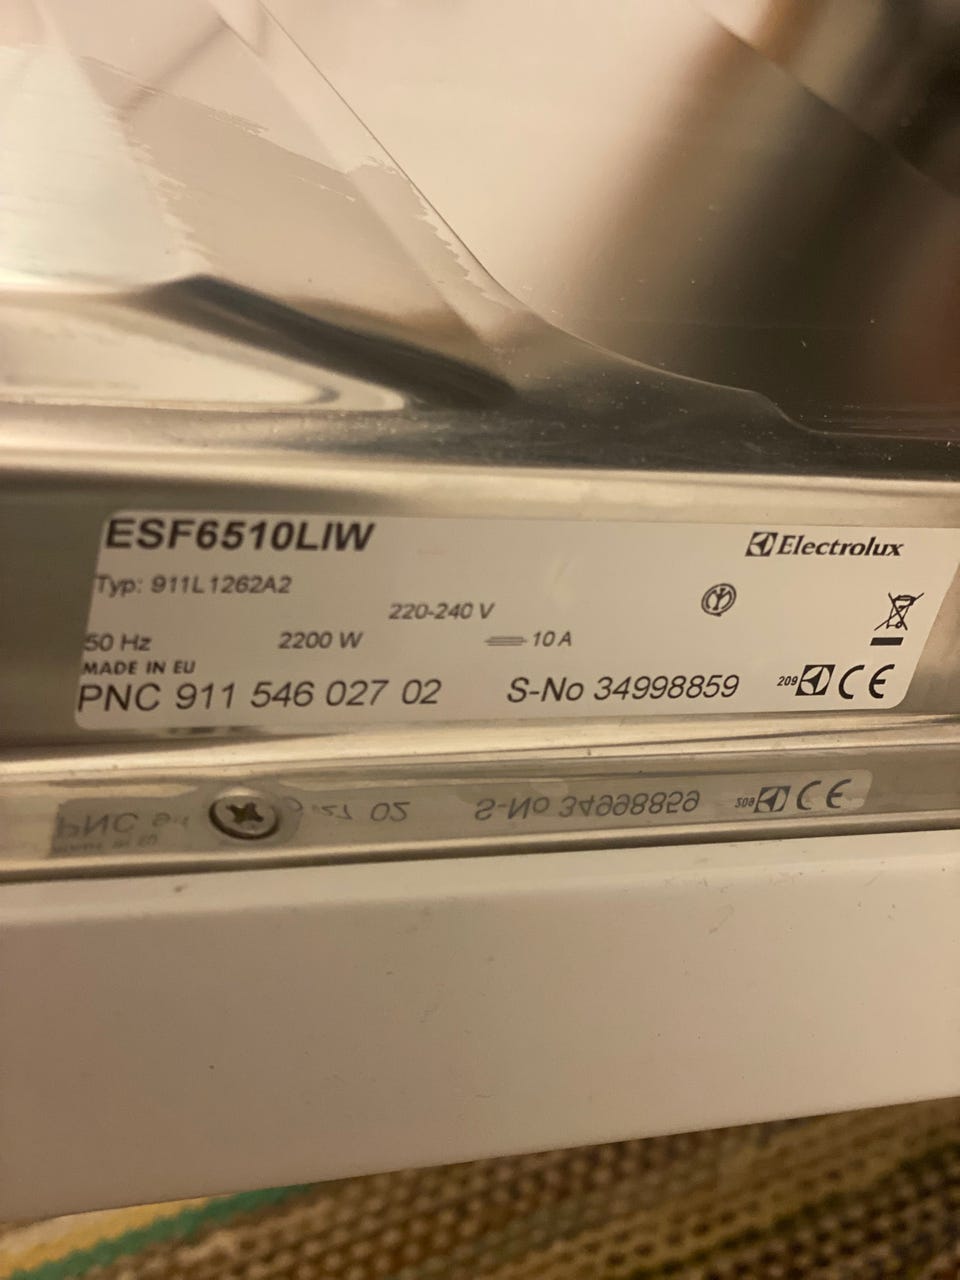 ESF6510LIW
Electrolux
Typ: 911L1262A2
220-240 V
50 Hz 2200 W 10 A
MADE IN EU
PNC 911 546 027 02 S-No 34998859 209 CE